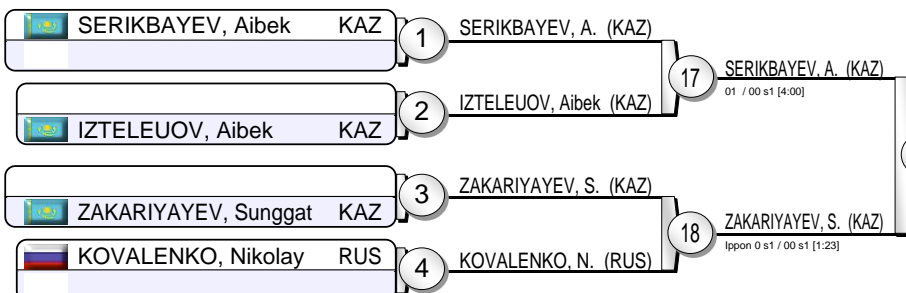 SERIKBAYEV, Aibek KAZ
1
SERIKBAYEV, A. (KAZ)
17
SERIKBAYEV, A. (KAZ)
01 / 00 s1 [4:00]
2
IZTELEUOV, Aibek (KAZ)
IZTELEUOV, Aibek KAZ
3
ZAKARIYAYEV, S. (KAZ)
ZAKARIYAYEV, Sunggat KAZ
18
ZAKARIYAYEV, S. (KAZ)
Ippon 0 s1 / 00 s1 [1:23]
KOVALENKO, Nikolay RUS
4
KOVALENKO, N. (RUS)